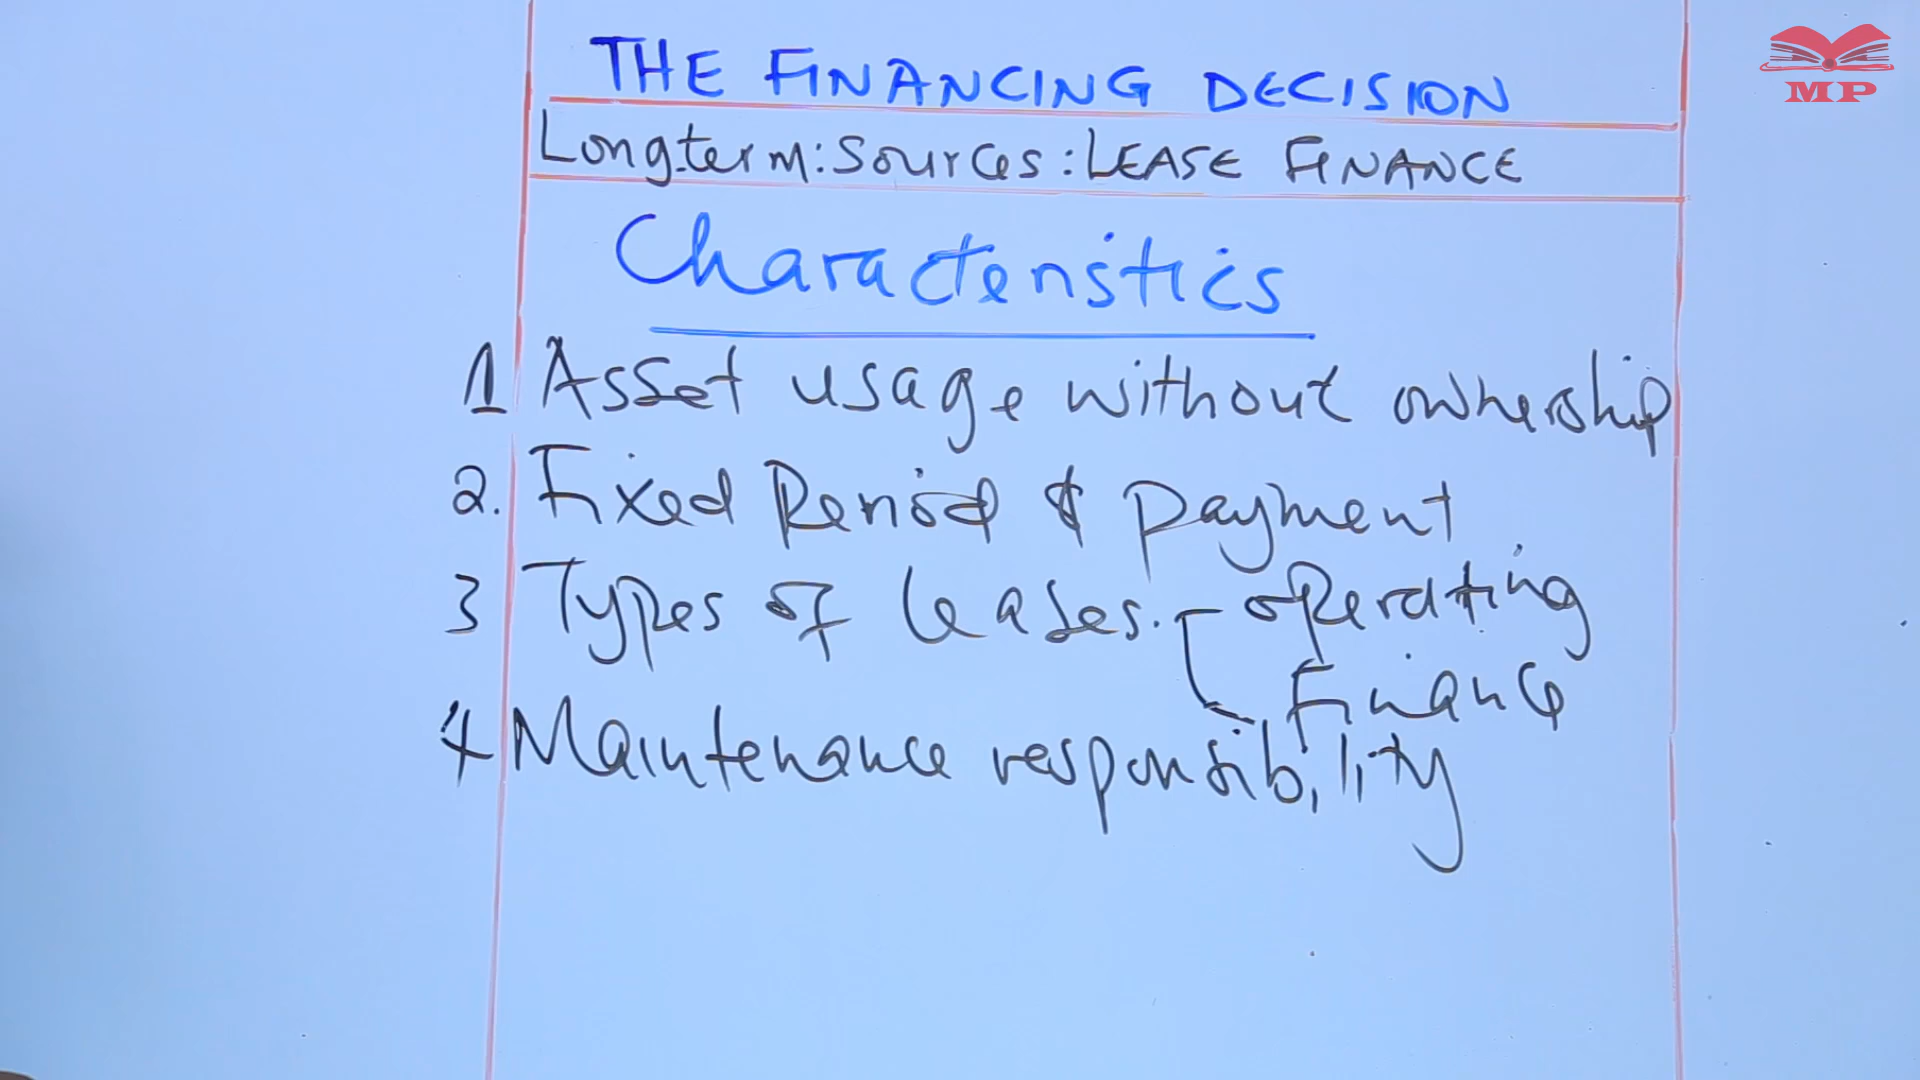 THE FINANCING DECISION
MP
Longterm: Sources: LEASE FINANCE
Characteristics
1 Asset usage without ownership
2. Fixed Period & payment
3 Types of leases. - operating
Finance
4 Maintenance responsibility